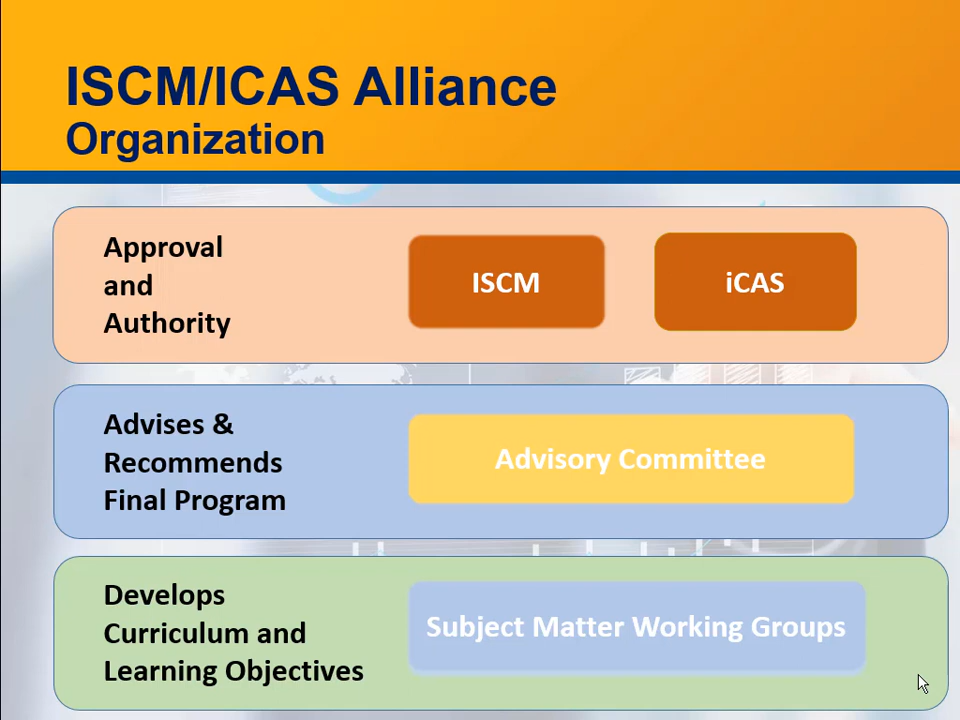 ISCM/ICAS Alliance
Organization
Approval
and
Authority
ISCM
iCAS
Advises &
Recommends
Final Program
Advisory Committee
Develops
Curriculum and
Learning Objectives
Subject Matter Working Groups